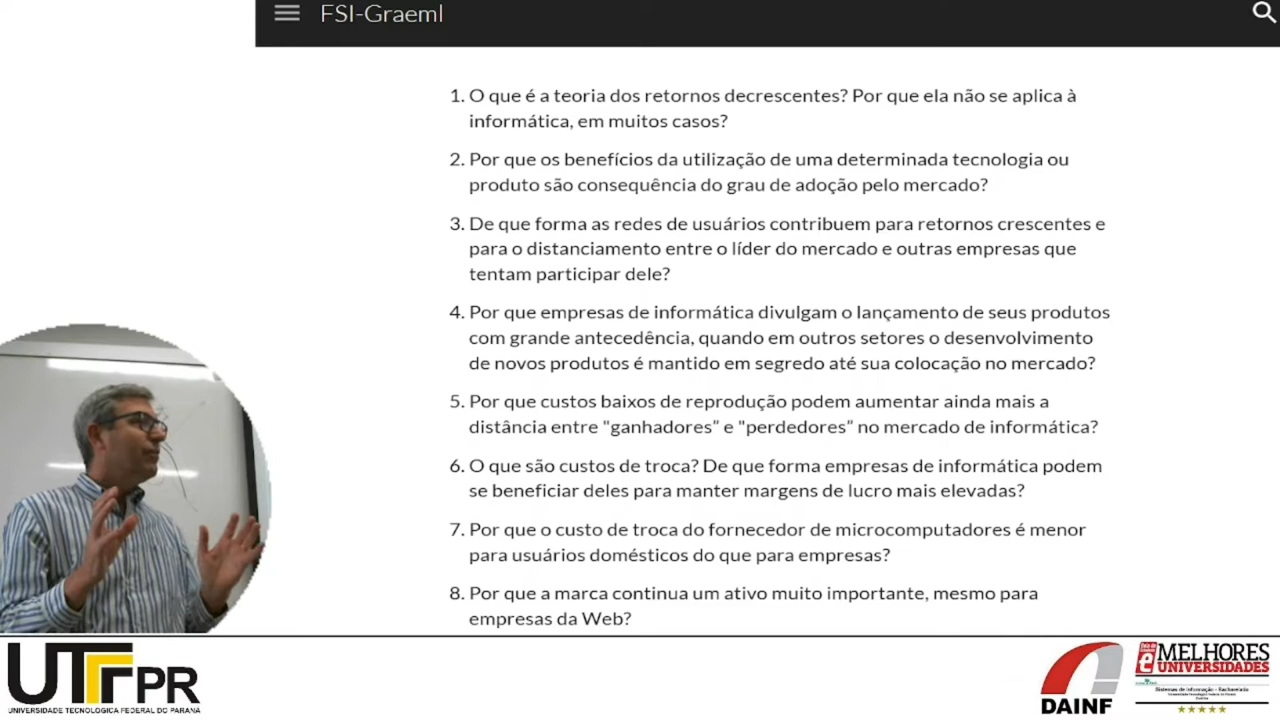 FSI-Graeml
1. O que é a teoria dos retornos decrescentes? Por que ela não se aplica à
informática, em muitos casos?
2. Por que os benefícios da utilização de uma determinada tecnologia ou
produto são consequência do grau de adoção pelo mercado?
3. De que forma as redes de usuários contribuem para retornos crescentes e
para o distanciamento entre o líder do mercado e outras empresas que
tentam participar dele?
4. Por que empresas de informática divulgam o lançamento de seus produtos
com grande antecedência, quando em outros setores o desenvolvimento
de novos produtos é mantido em segredo até sua colocação no mercado?
5. Por que custos baixos de reprodução podem aumentar ainda mais a
distância entre "ganhadores" e "perdedores" no mercado de informática?
6. O que são custos de troca? De que forma empresas de informática podem
se beneficiar deles para manter margens de lucro mais elevadas?
7. Por que o custo de troca do fornecedor de microcomputadores é menor
para usuários domésticos do que para empresas?
8. Por que a marca continua um ativo muito importante, mesmo para
empresas da Web?
UTFPR
UNIVERSIDADE TECNOLÓGICA FEDERAL DO PARANÁ
DAINF
MELHORES
UNIVERSIDADES
Sistemas de Informação - Bacharelado